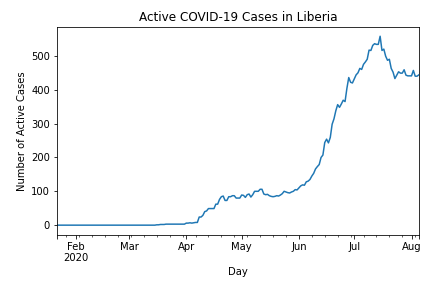 Active COVID-19 Cases in Liberia
Number of Active Cases
500
400
300
200
100
0
Feb
2020
Mar
Apr
May
Jun
Jul
Aug
Day